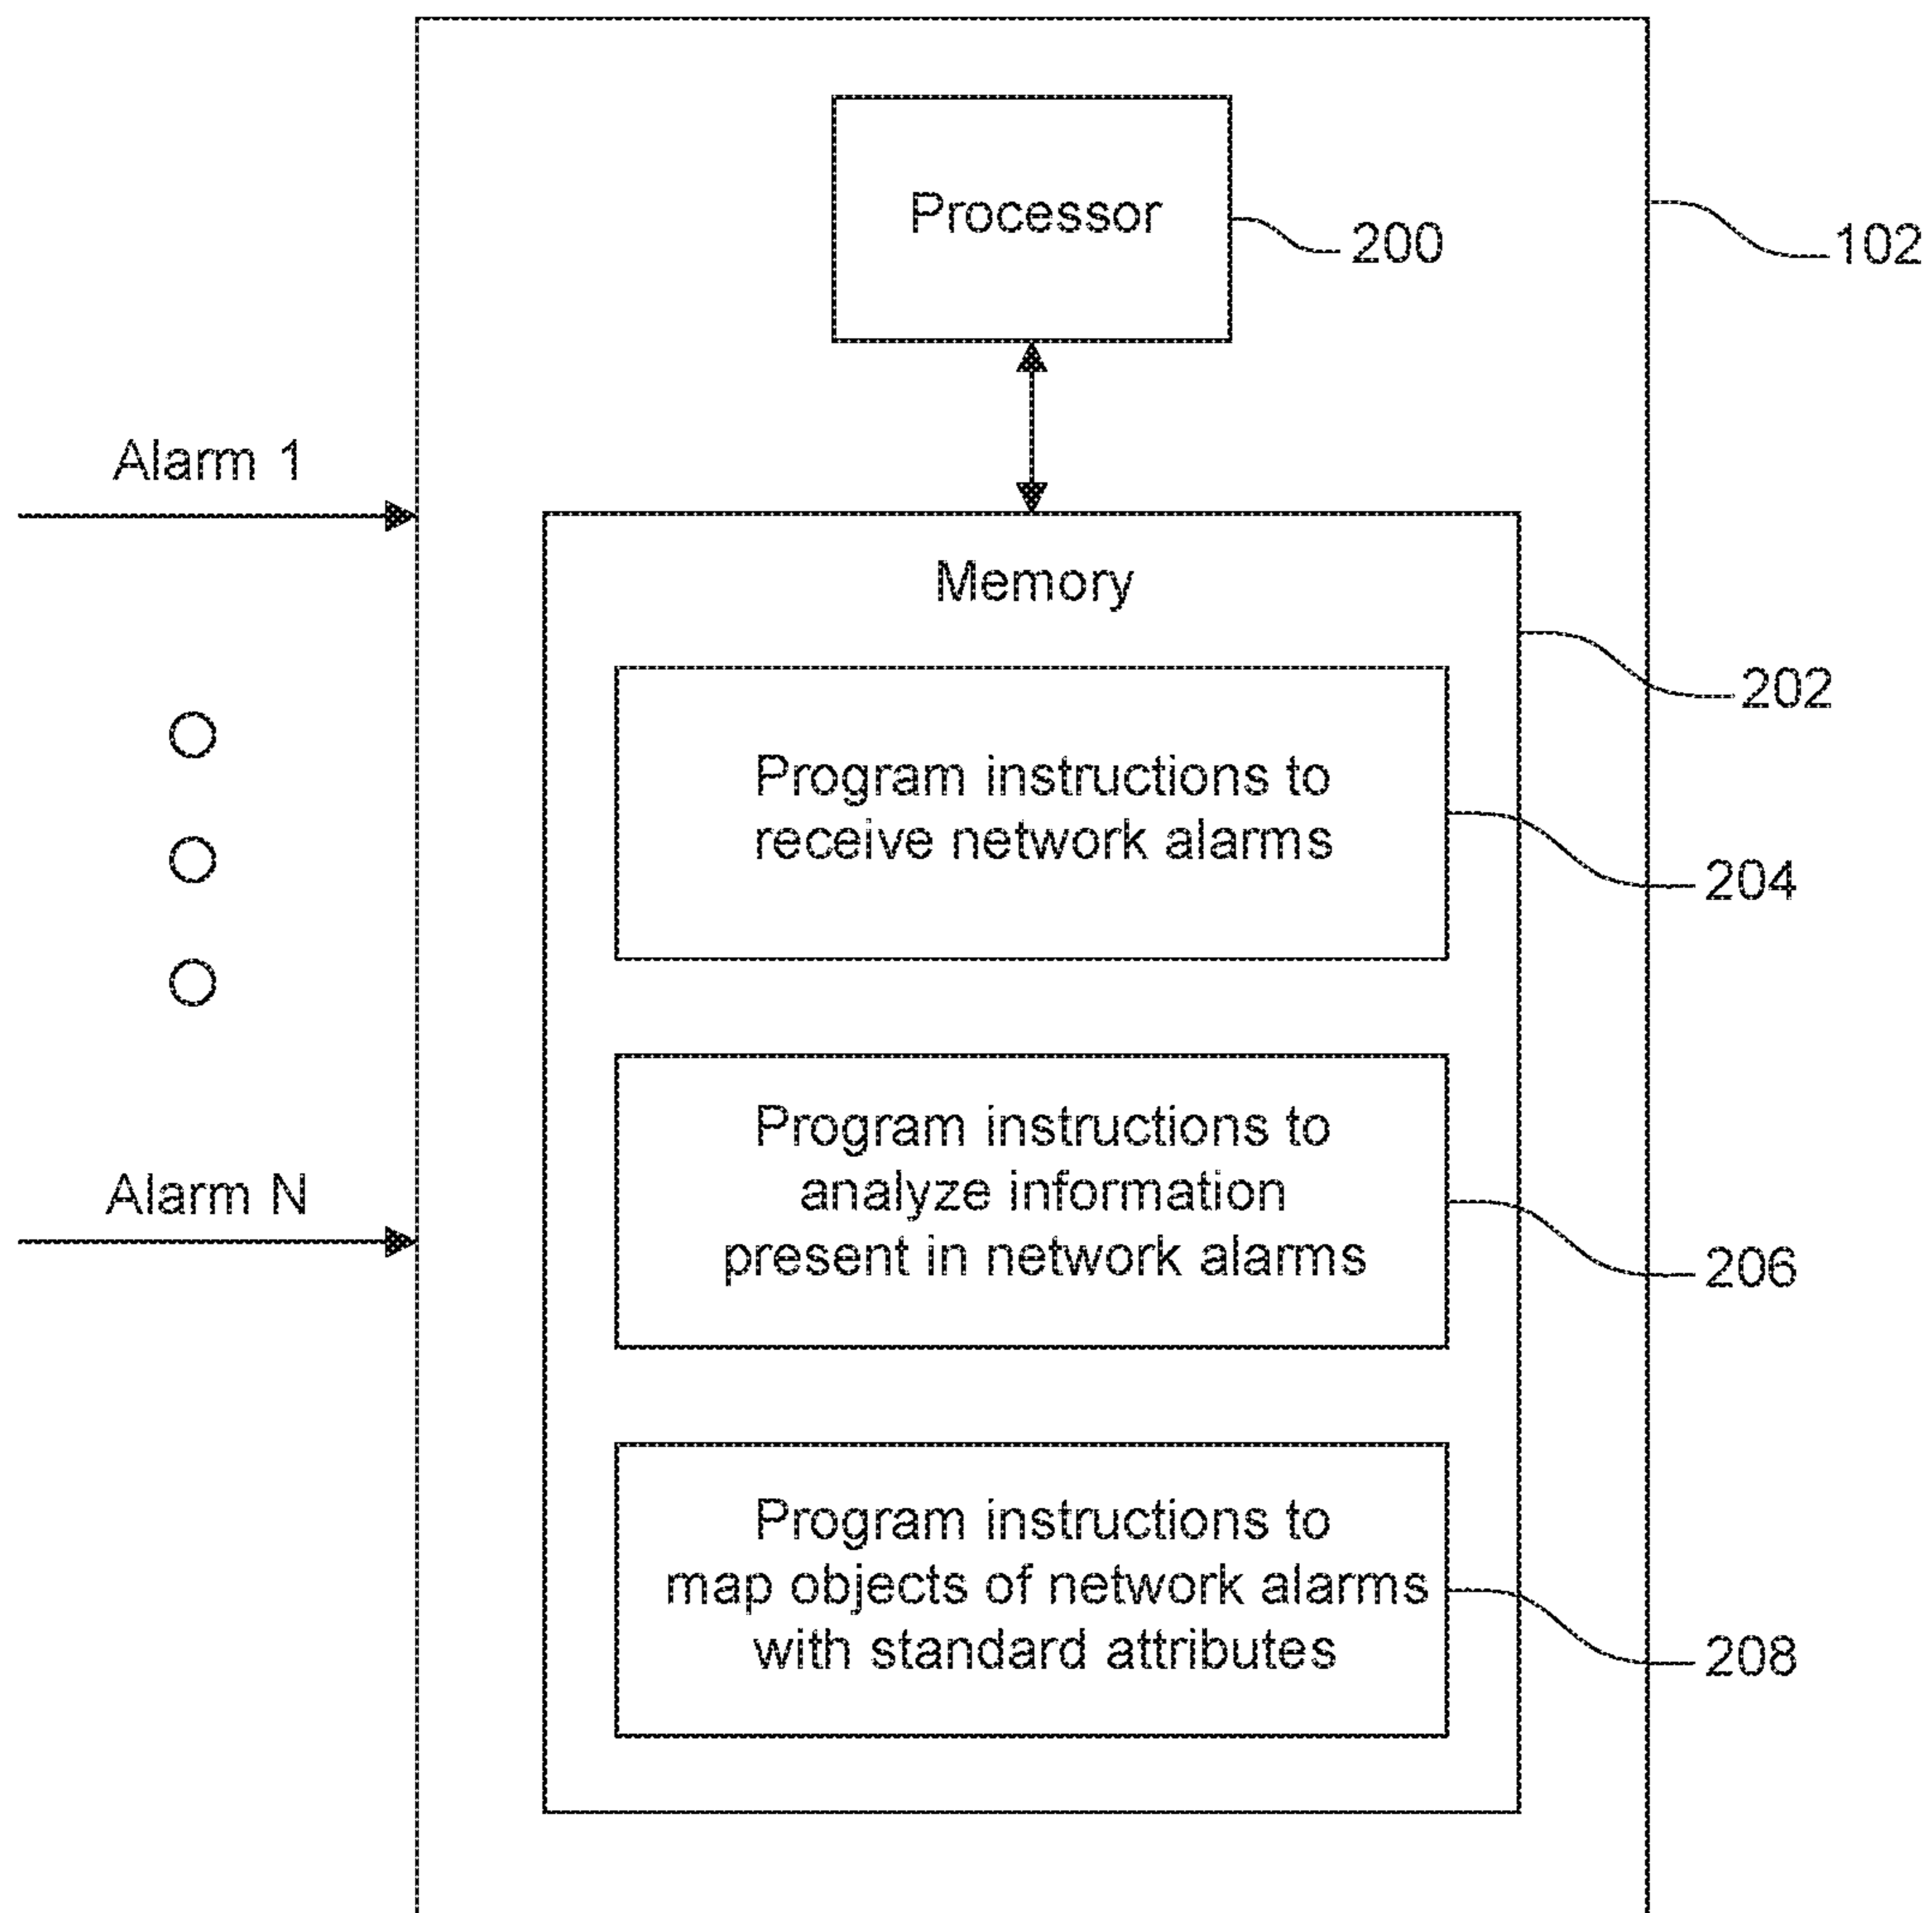 Processor
200
102
Alarm 1
Memory
202
Program instructions to
receive network alarms
204
Program instructions to
analyze information
present in network alarms
Alarm N
206
Program instructions to
map objects of network alarms
with standard attributes
208